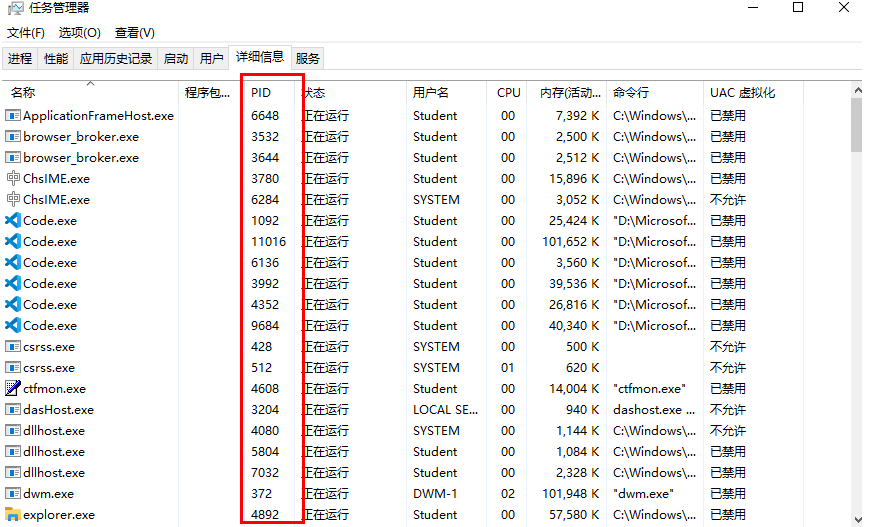 任务管理器
文件(F) 选项(O) 查看(V)
进程 性能 应用历史记录 启动 用户 详细信息 服务
名称 程序包... PID 状态 用户名 CPU 内存(活动... 命令行 UAC 虚拟化
ApplicationFrameHost.exe 6648 正在运行 Student 00 7,392 K C:\Windows\... 已禁用
browser_broker.exe 3532 正在运行 Student 00 2,500 K C:\Windows\... 已禁用
browser_broker.exe 3644 正在运行 Student 00 2,512 K C:\Windows\... 已禁用
ChsIME.exe 3780 正在运行 Student 00 15,896 K C:\Windows\... 已禁用
ChsIME.exe 6284 正在运行 SYSTEM 00 3,052 K C:\Windows\... 不允许
Code.exe 1092 正在运行 Student 00 25,424 K "D:\Microsof... 已禁用
Code.exe 11016 正在运行 Student 00 101,652 K "D:\Microsof... 已禁用
Code.exe 6136 正在运行 Student 00 3,560 K "D:\Microsof... 已禁用
Code.exe 3992 正在运行 Student 00 39,536 K "D:\Microsof... 已禁用
Code.exe 4352 正在运行 Student 00 26,816 K "D:\Microsof... 已禁用
Code.exe 9684 正在运行 Student 00 40,340 K "D:\Microsof... 已禁用
csrss.exe 428 正在运行 SYSTEM 00 500 K 不允许
csrss.exe 512 正在运行 SYSTEM 01 620 K 不允许
ctfmon.exe 4608 正在运行 Student 00 14,004 K "ctfmon.exe" 已禁用
dasHost.exe 3204 正在运行 LOCAL SE... 00 940 K dashost.exe ... 不允许
dllhost.exe 4080 正在运行 SYSTEM 00 1,144 K C:\Windows\... 不允许
dllhost.exe 5804 正在运行 Student 00 1,084 K C:\Windows\... 已禁用
dllhost.exe 7032 正在运行 Student 00 2,328 K C:\Windows\... 已禁用
dwm.exe 372 正在运行 DWM-1 02 101,948 K "dwm.exe" 已禁用
explorer.exe 4892 正在运行 Student 00 57,580 K C:\Windows\... 已禁用